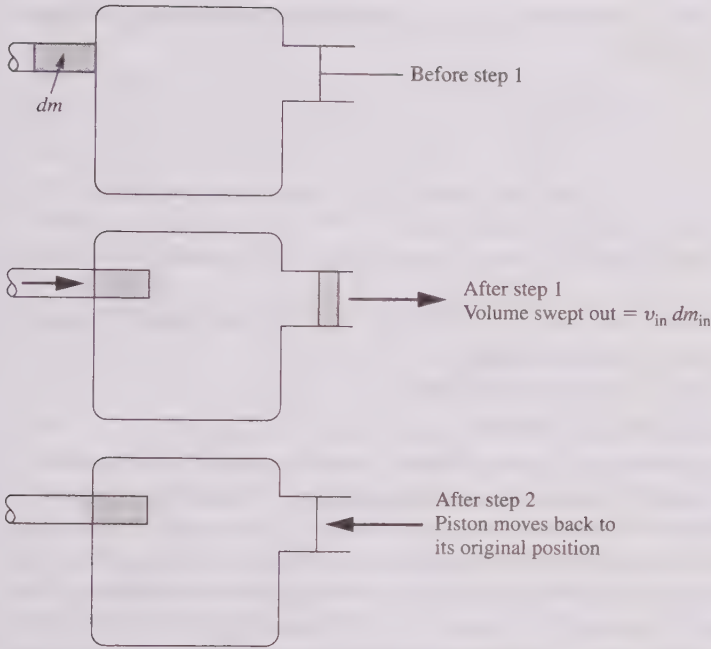 dm
Before step 1
After step 1
Volume swept out = v_in dm_in
After step 2
Piston moves back to
its original position